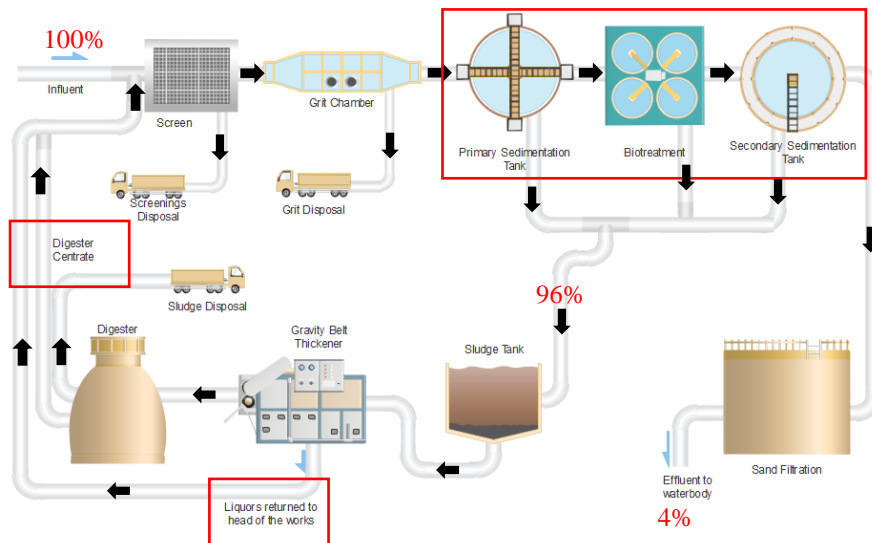 100%
Influent
Screen
Grit Chamber
Primary Sedimentation
Tank
Biotreatment
Secondary Sedimentation
Tank
Screenings
Disposal
Grit Disposal
Digester
Centrate
Sludge Disposal
96%
Digester
Gravity Belt
Thickener
Sludge Tank
Sand Filtration
Effluent to
waterbody
4%
Liquors returned to
head of the works